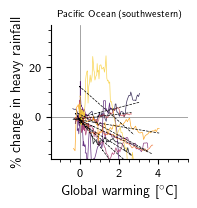 Pacific Ocean (southwestern)
% change in heavy rainfall
20
0
0
2
4
Global warming [°C]